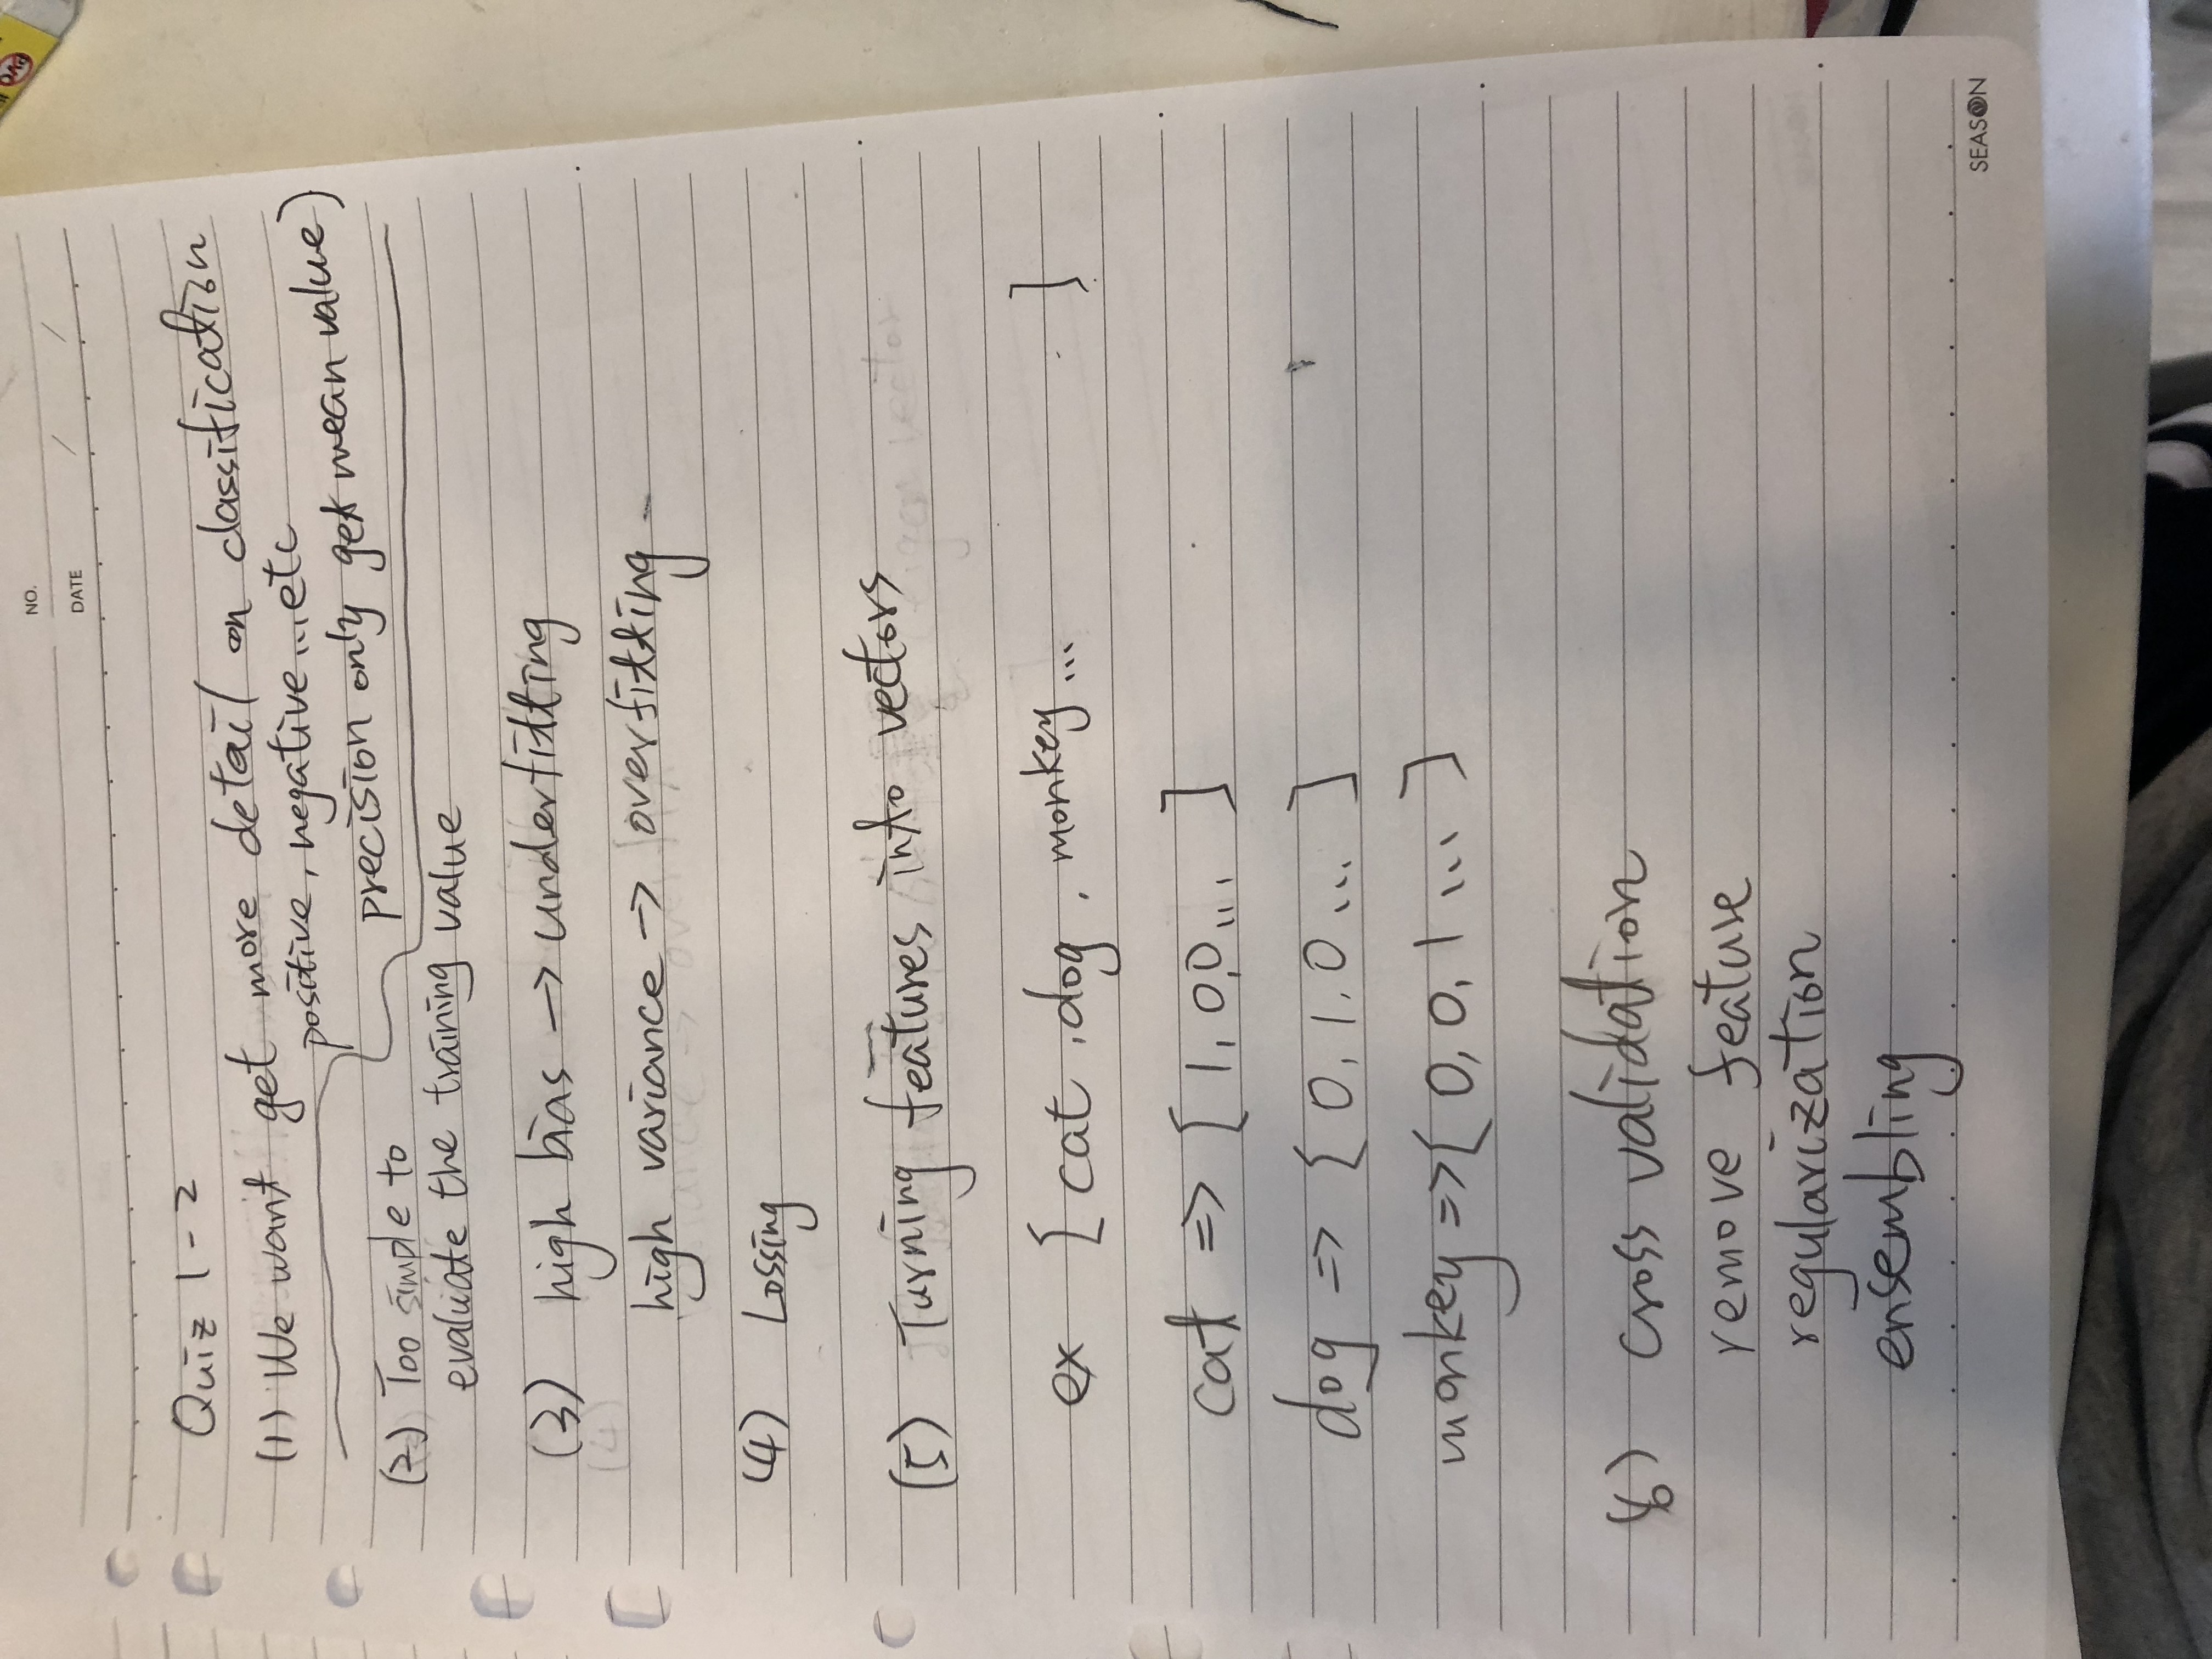 NO.
DATE / /
Quiz 1-2
(1) We want get more detail on classification
positive, negative...etc
precision only get mean value)
(2) Too simple to
evaluate the training value
(3) high bias → underfitting
(4)
high variance → overfitting
(4) Lossing
(5) Turning features into vectors
ex [ cat, dog, monkey... ]
cat => [ 1, 0,0,... ]
dog => [ 0, 1, 0 ... ]
monkey => [ 0, 0, 1 ... ]
(6) cross validation
remove feature
regularization
ensembling
SEASON